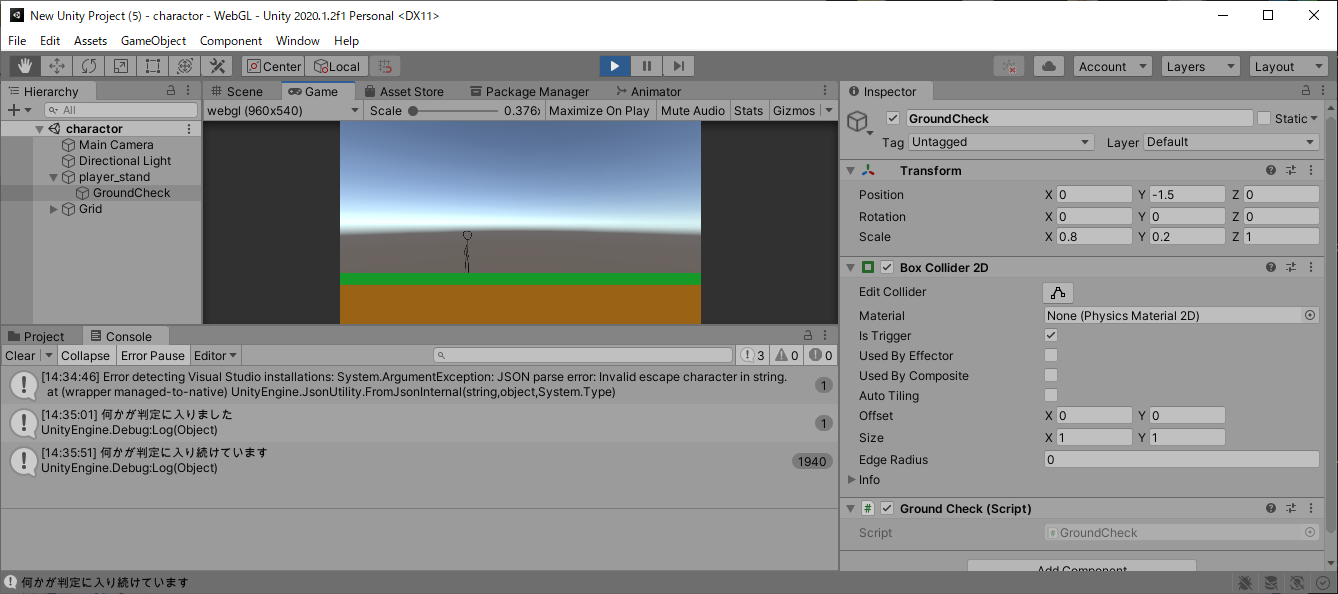 New Unity Project (5) - charactor - WebGL - Unity 2020.1.2f1 Personal <DX11>
File Edit Assets GameObject Component Window Help
Center Local Account Layers Layout
Hierarchy
All
charactor
Main Camera
Directional Light
player_stand
GroundCheck
Grid
Scene Game Asset Store Package Manager Animator
webgl (960x540) Scale 0.376x Maximize On Play Mute Audio Stats Gizmos
Project Console
Clear Collapse Error Pause Editor 3 0 0
[14:34:46] Error detecting Visual Studio installations: System.ArgumentException: JSON parse error: Invalid escape character in string.
at (wrapper managed-to-native) UnityEngine.JsonUtility.FromJsonInternal(string,object,System.Type)
1
[14:35:01] 何かが判定に入りました
UnityEngine.Debug:Log(Object)
1
[14:35:51] 何かが判定に入り続けています
UnityEngine.Debug:Log(Object)
1940
Inspector
GroundCheck Static
Tag Untagged Layer Default
Transform
Position X 0 Y -1.5 Z 0
Rotation X 0 Y 0 Z 0
Scale X 0.8 Y 0.2 Z 1
Box Collider 2D
Edit Collider
Material None (Physics Material 2D)
Is Trigger
Used By Effector
Used By Composite
Auto Tiling
Offset X 0 Y 0
Size X 1 Y 1
Edge Radius 0
Info
# Ground Check (Script)
Script GroundCheck
Add Component
何かが判定に入り続けています